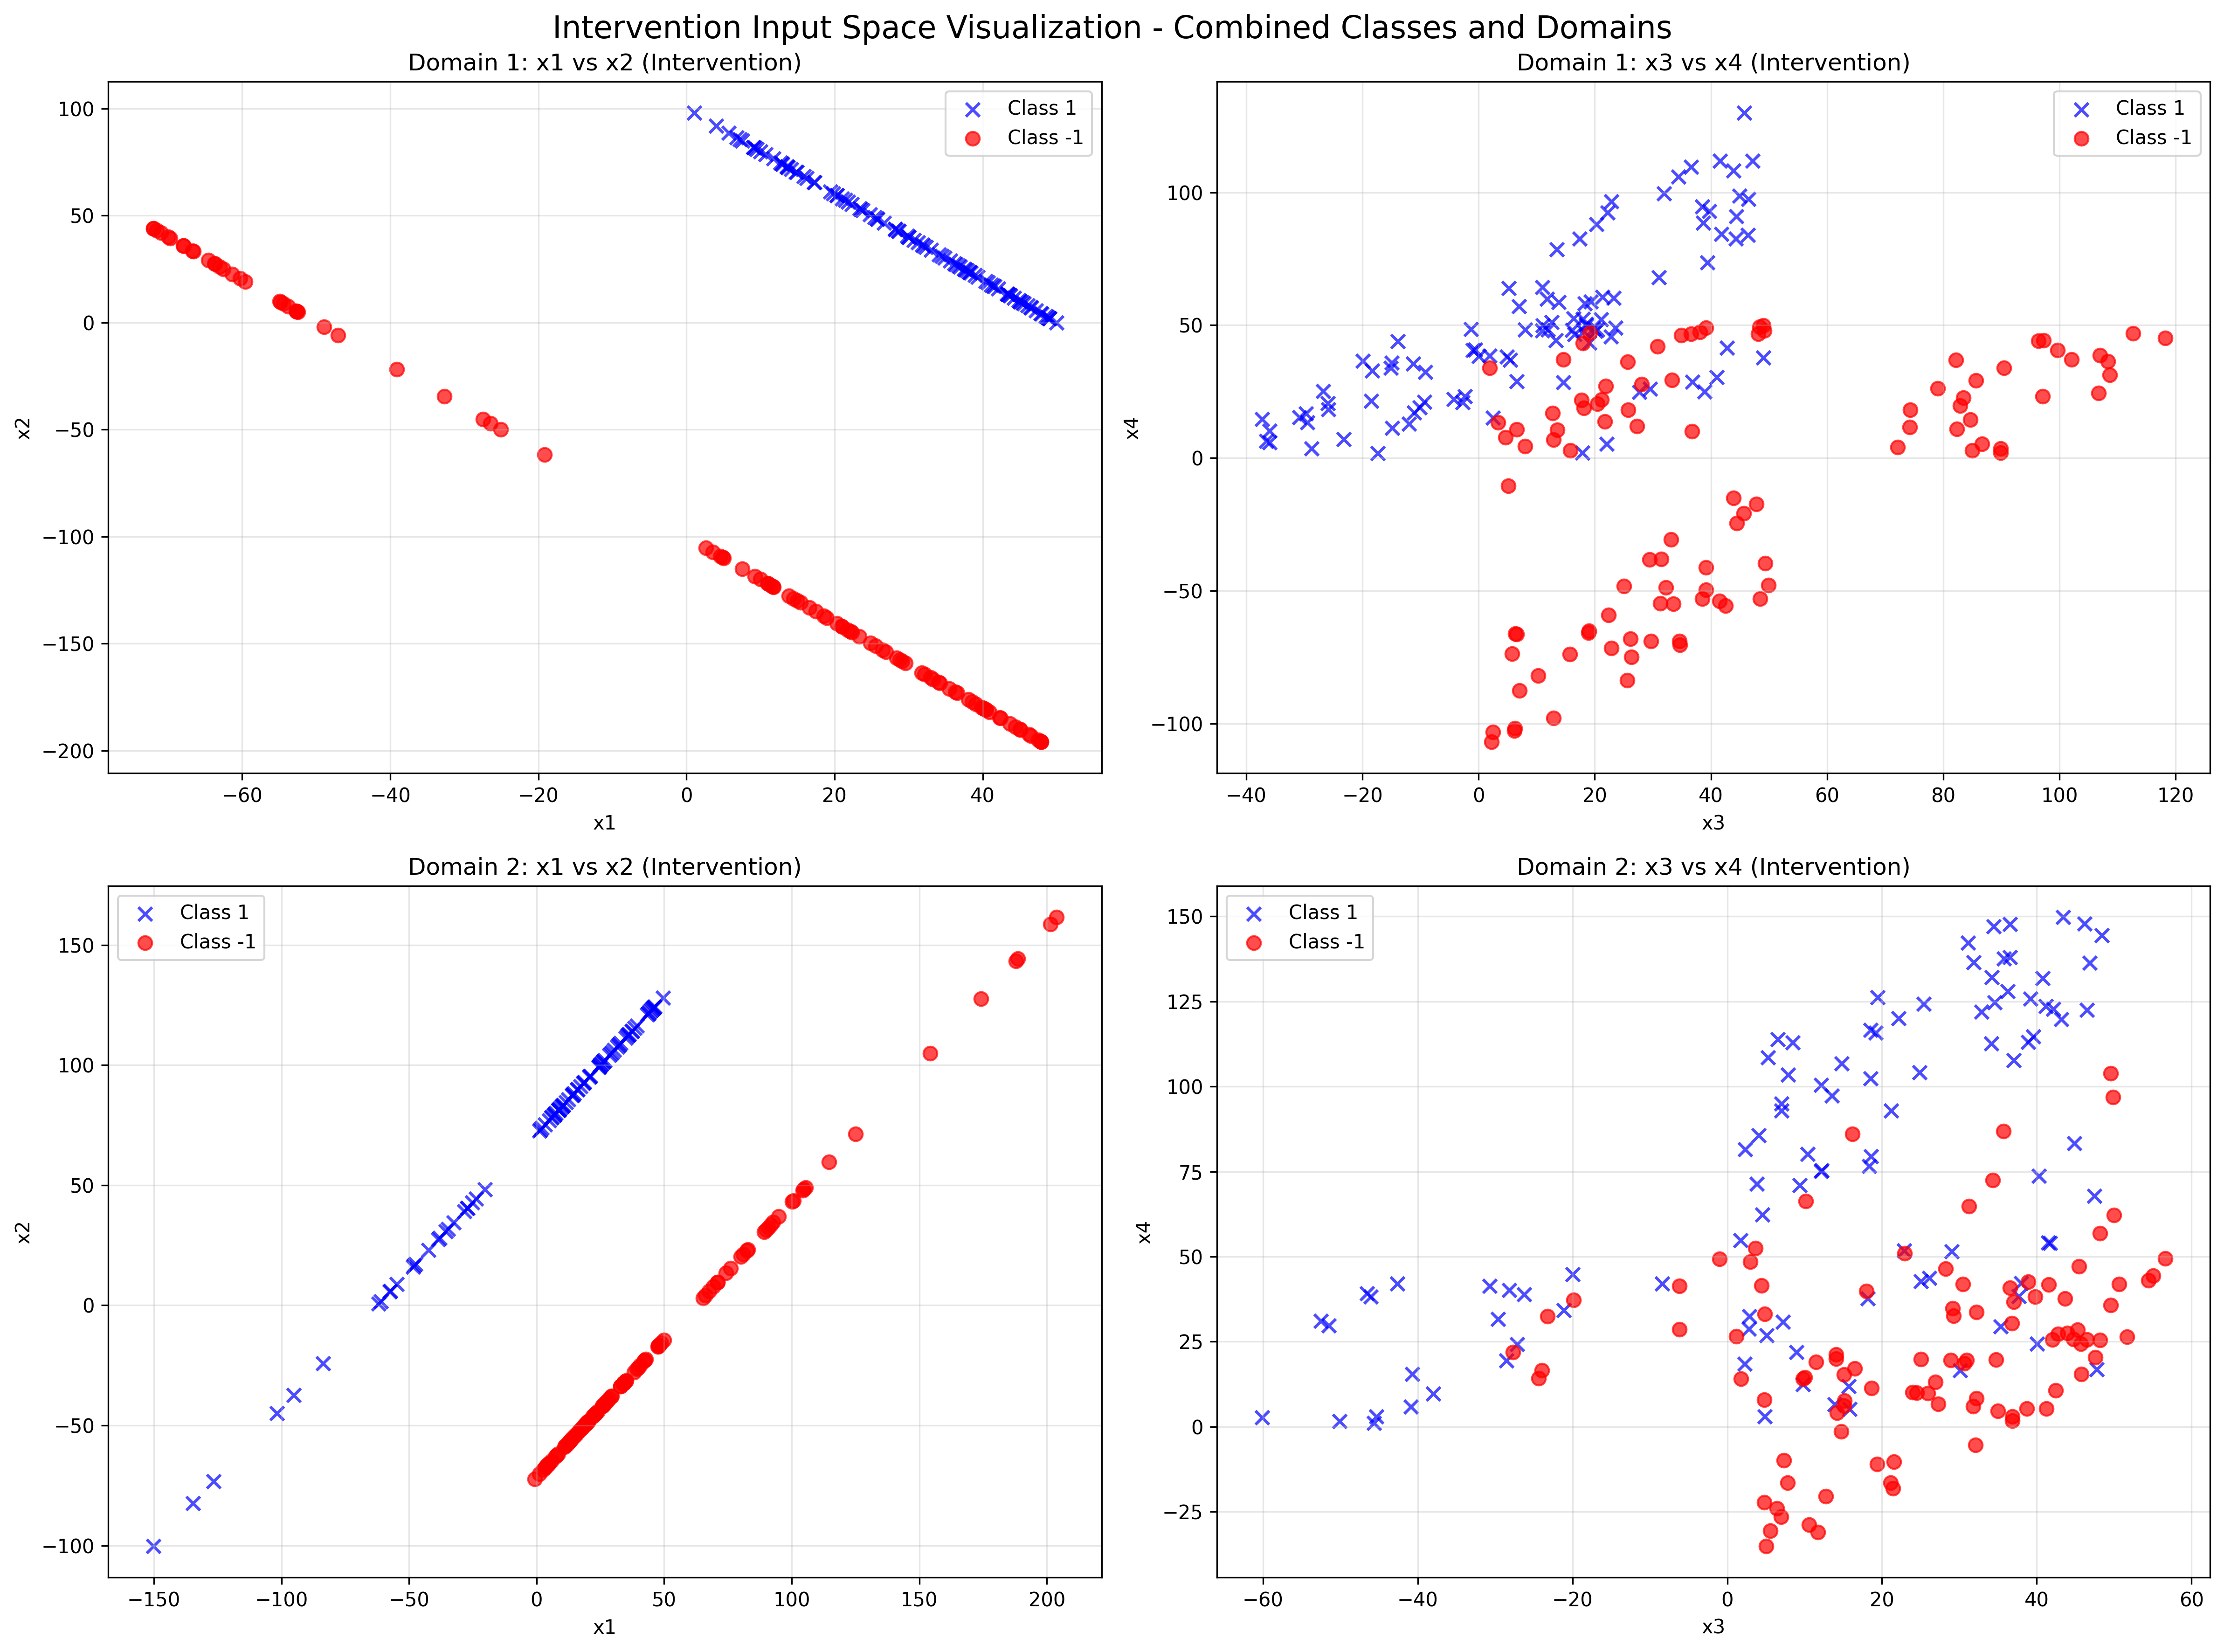 Intervention Input Space Visualization - Combined Classes and Domains
Domain 1: x1 vs x2 (Intervention)
Class 1
Class -1
100
50
0
−50
−100
−150
−200
x2
−60
−40
−20
0
20
40
x1
Domain 1: x3 vs x4 (Intervention)
Class 1
Class -1
100
50
0
−50
−100
x4
−40
−20
0
20
40
60
80
100
120
x3
Domain 2: x1 vs x2 (Intervention)
Class 1
Class -1
150
100
50
0
−50
−100
x2
−150
−100
−50
0
50
100
150
200
x1
Domain 2: x3 vs x4 (Intervention)
Class 1
Class -1
150
125
100
75
50
25
0
−25
x4
−60
−40
−20
0
20
40
60
x3